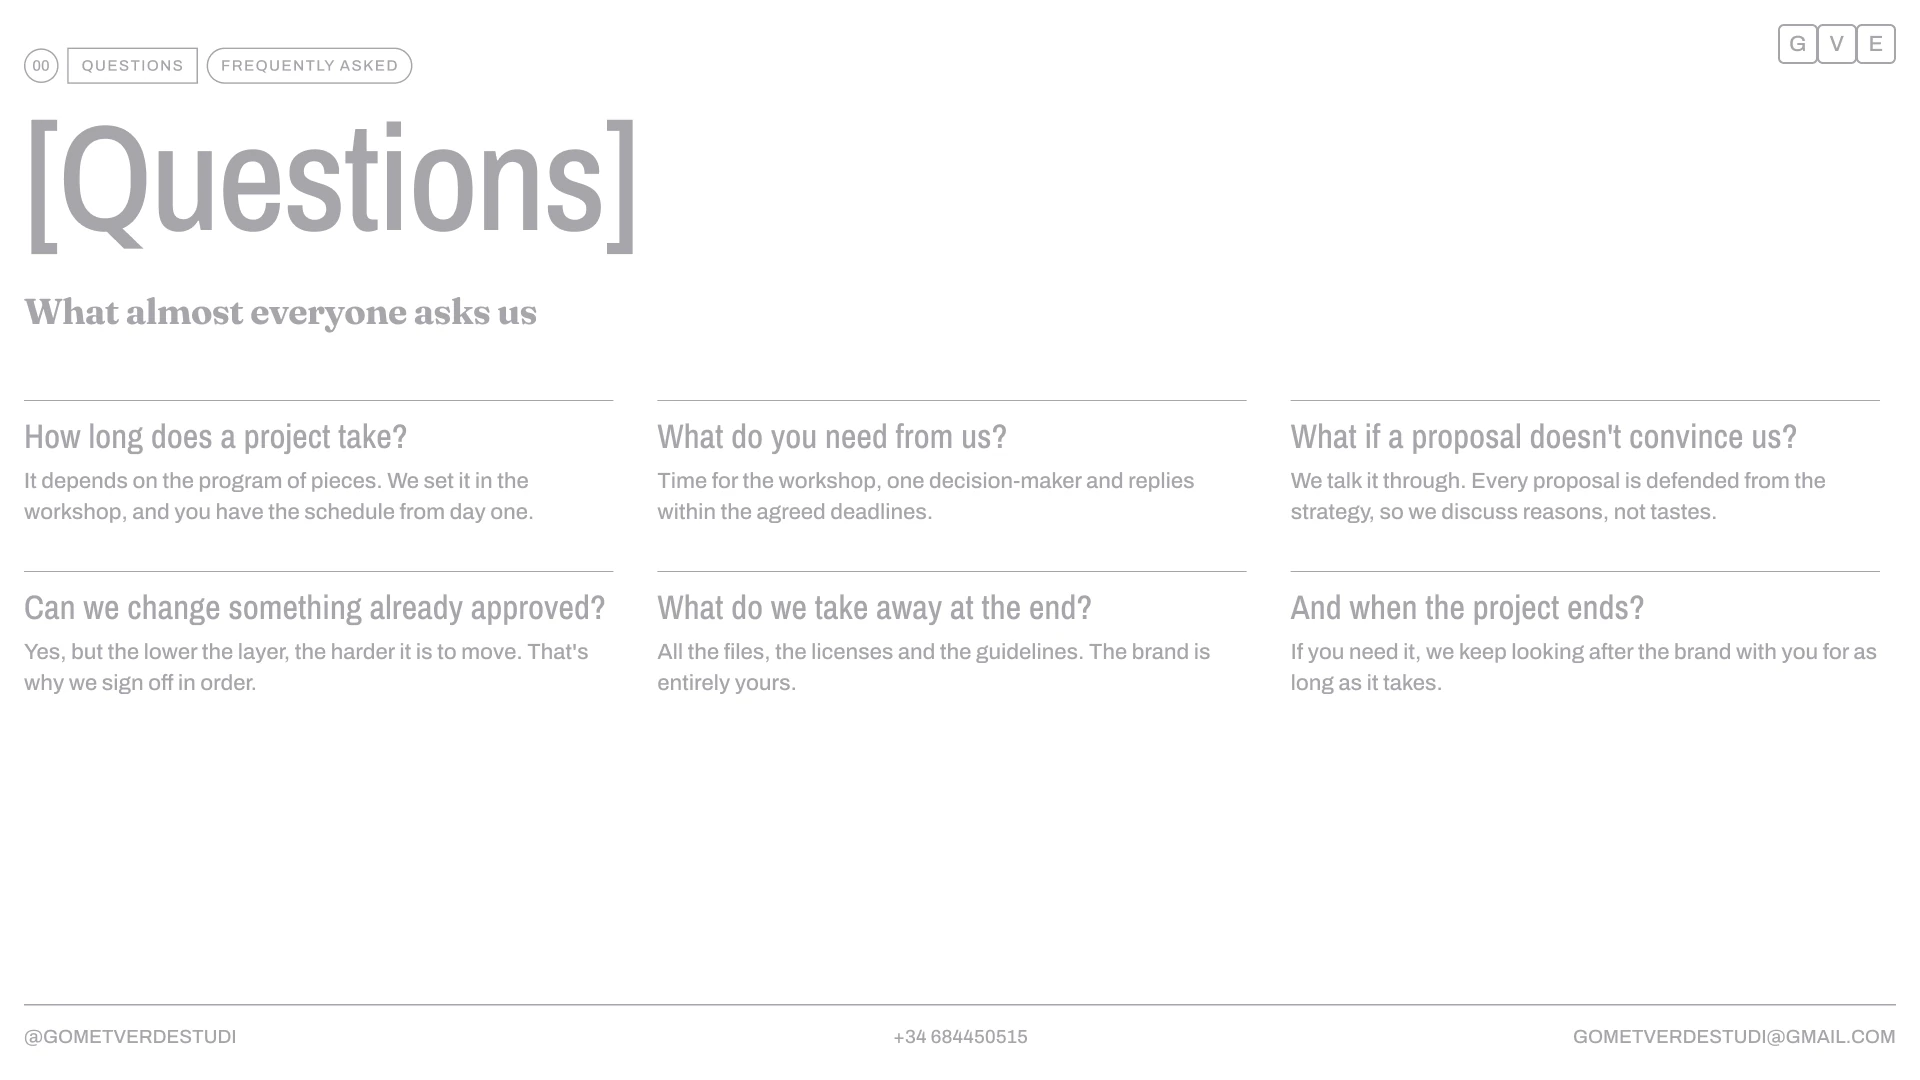 00 QUESTIONS FREQUENTLY ASKED
G V E
[Questions]
What almost everyone asks us
How long does a project take?
It depends on the program of pieces. We set it in the
workshop, and you have the schedule from day one.
What do you need from us?
Time for the workshop, one decision-maker and replies
within the agreed deadlines.
What if a proposal doesn't convince us?
We talk it through. Every proposal is defended from the
strategy, so we discuss reasons, not tastes.
Can we change something already approved?
Yes, but the lower the layer, the harder it is to move. That's
why we sign off in order.
What do we take away at the end?
All the files, the licenses and the guidelines. The brand is
entirely yours.
And when the project ends?
If you need it, we keep looking after the brand with you for as
long as it takes.
@GOMETVERDESTUDI
+34 684450515
GOMETVERDESTUDI@GMAIL.COM